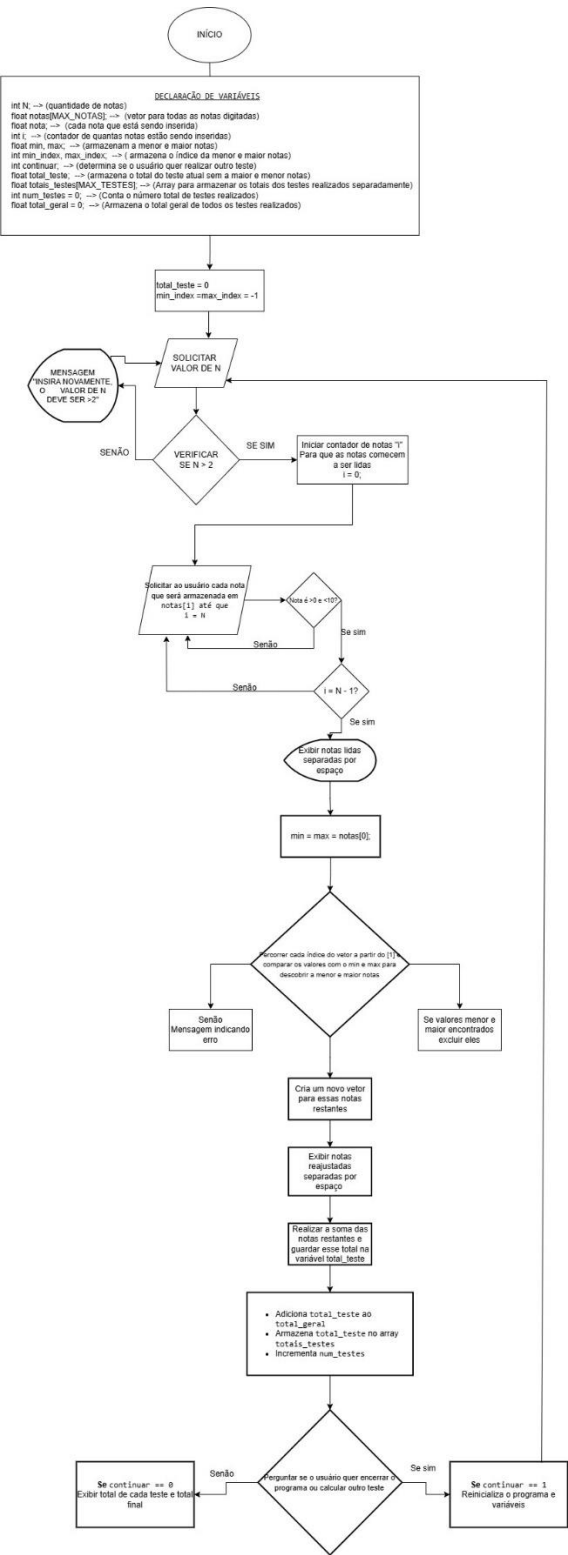 INÍCIO
DECLARAÇÃO DE VARIÁVEIS
int N; --> (quantidade de notas)
float notas[MAX_NOTAS]; --> (vetor para todas as notas digitadas)
float nota; --> (cada nota que está sendo inserida)
int i; --> (contador de quantas notas estão sendo inseridas)
float min, max; --> (armazenam a menor e maior notas)
int min_index, max_index; --> ( armazena o índice da menor e maior notas)
int continuar; --> (determina se o usuário quer realizar outro teste)
float total_teste; --> (armazena o total do teste atual sem a maior e menor notas)
float totais_testes[MAX_TESTES]; --> (Array para armazenar os totais dos testes realizados separadamente)
int num_testes = 0; --> (Conta o número total de testes realizados)
float total_geral = 0; --> (Armazena o total geral de todos os testes realizados)
total_teste = 0
min_index =max_index = -1
SOLICITAR
VALOR DE N
MENSAGEM
"INSIRA NOVAMENTE,
O VALOR DE N
DEVE SER >2"
SENÃO
VERIFICAR
SE N > 2
SE SIM
Iniciar contador de notas "i"
Para que as notas comecem
a ser lidas
i = 0;
Solicitar ao usuário cada nota
que será armazenada em
notas[1] até que
i = N
Nota é >0 e <10?
Senão
Se sim
Senão
i = N - 1?
Se sim
Exibir notas lidas
separadas por
espaço
min = max = notas[0];
Percorrer cada índice do vetor a partir do [1] e
comparar os valores com o min e max para
descobrir a menor e maior notas
Senão
Mensagem indicando
erro
Se valores menor e
maior encontrados
excluir eles
Cria um novo vetor
para essas notas
restantes
Exibir notas
reajustadas
separadas por
espaço
Realizar a soma das
notas restantes e
guardar esse total na
variável total_teste
• Adiciona total_teste ao
total_geral
• Armazena total_teste no array
totais_testes
• Incrementa num_testes
Perguntar se o usuário quer encerrar o
programa ou calcular outro teste
Senão
Se sim
Se continuar == 0
Exibir total de cada teste e total
final
Se continuar == 1
Reinicializa o programa e
variáveis